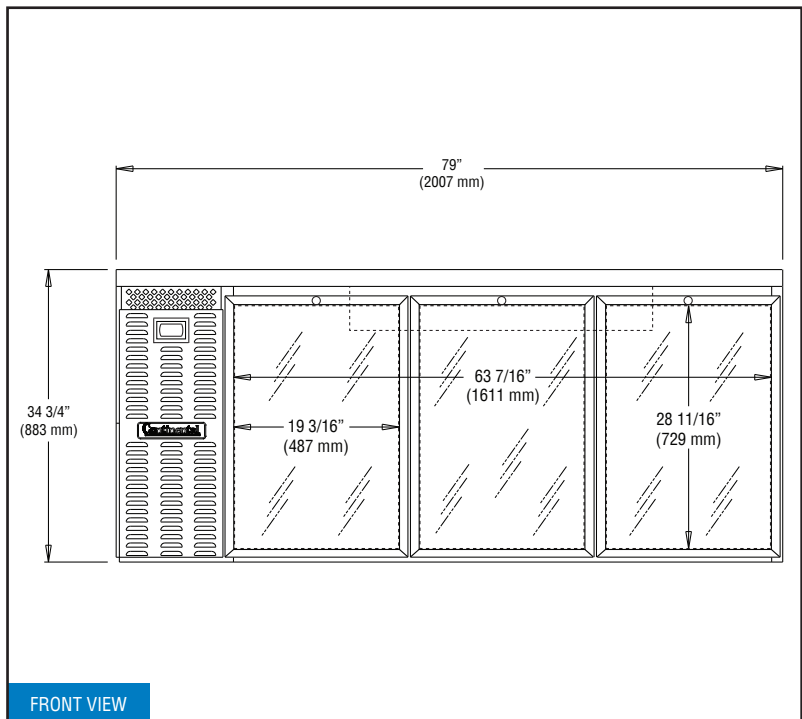 79”
(2007 mm)
34 3/4”
(883 mm)
63 7/16”
(1611 mm)
19 3/16”
(487 mm)
28 11/16”
(729 mm)
Continental
FRONT VIEW